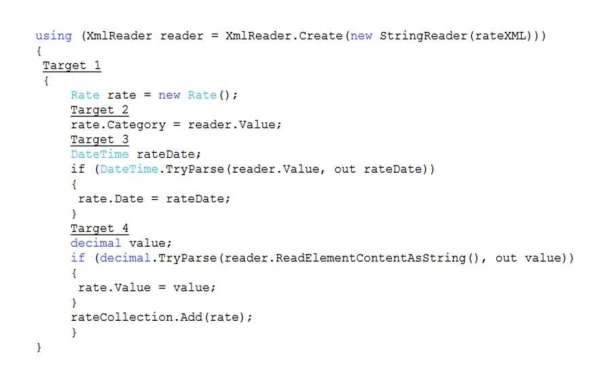 using (XmlReader reader = XmlReader.Create(new StringReader(rateXML)))
{
Target 1
{
Rate rate = new Rate();
Target 2
rate.Category = reader.Value;
Target 3
DateTime rateDate;
if (DateTime.TryParse(reader.Value, out rateDate))
{
rate.Date = rateDate;
}
Target 4
decimal value;
if (decimal.TryParse(reader.ReadElementContentAsString(), out value))
{
rate.Value = value;
}
rateCollection.Add(rate);
}
}